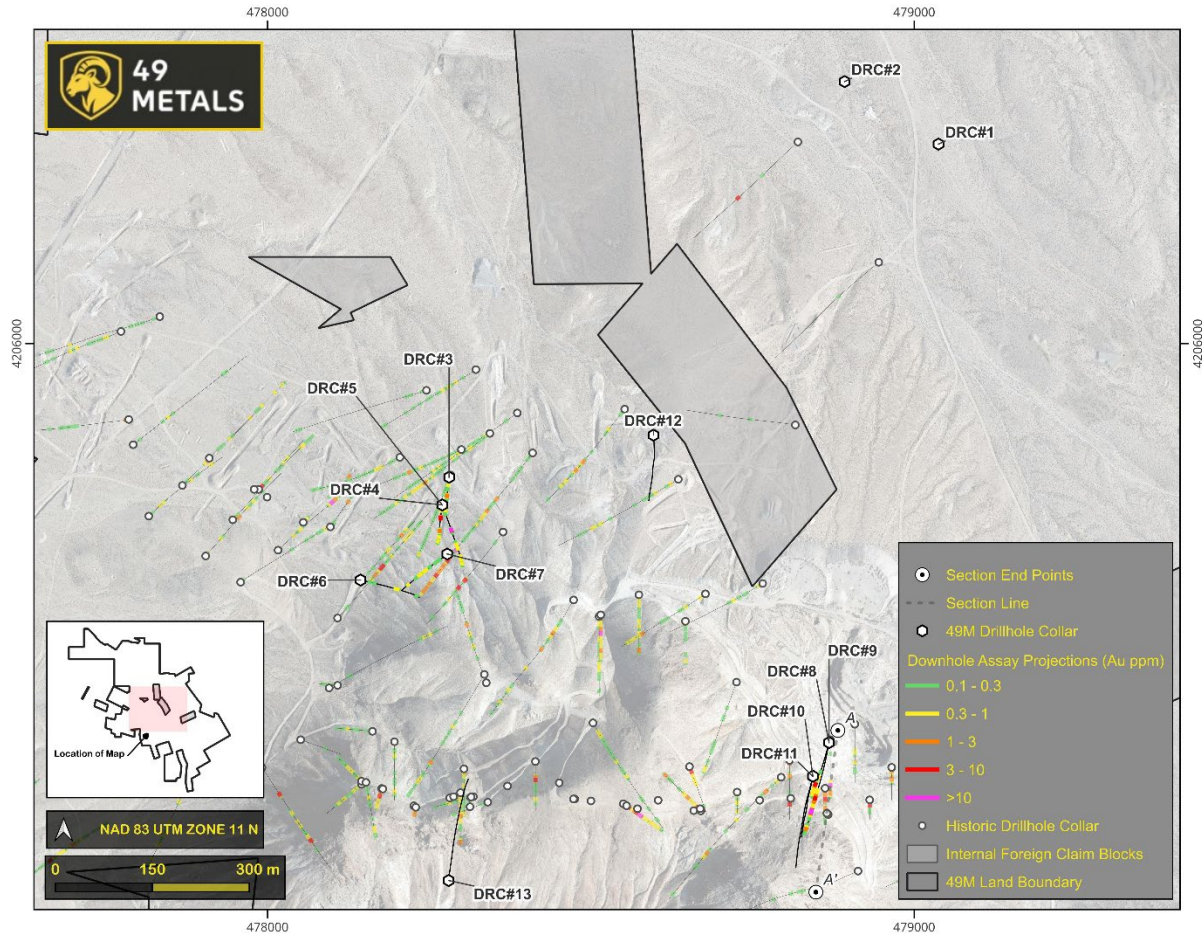 478000
479000
49
METALS
DRC#2
DRC#1
4206000
4206000
DRC#3
DRC#5
DRC#12
DRC#4
DRC#6
DRC#7
DRC#9
DRC#8
DRC#10
A
DRC#11
A'
DRC#13
Section End Points
Section Line
49M Drillhole Collar
Downhole Assay Projections (Au ppm)
0.1 - 0.3
0.3 - 1
1 - 3
3 - 10
>10
Historic Drillhole Collar
Internal Foreign Claim Blocks
49M Land Boundary
Location of Map
NAD 83 UTM ZONE 11 N
0 150 300 m
478000
479000